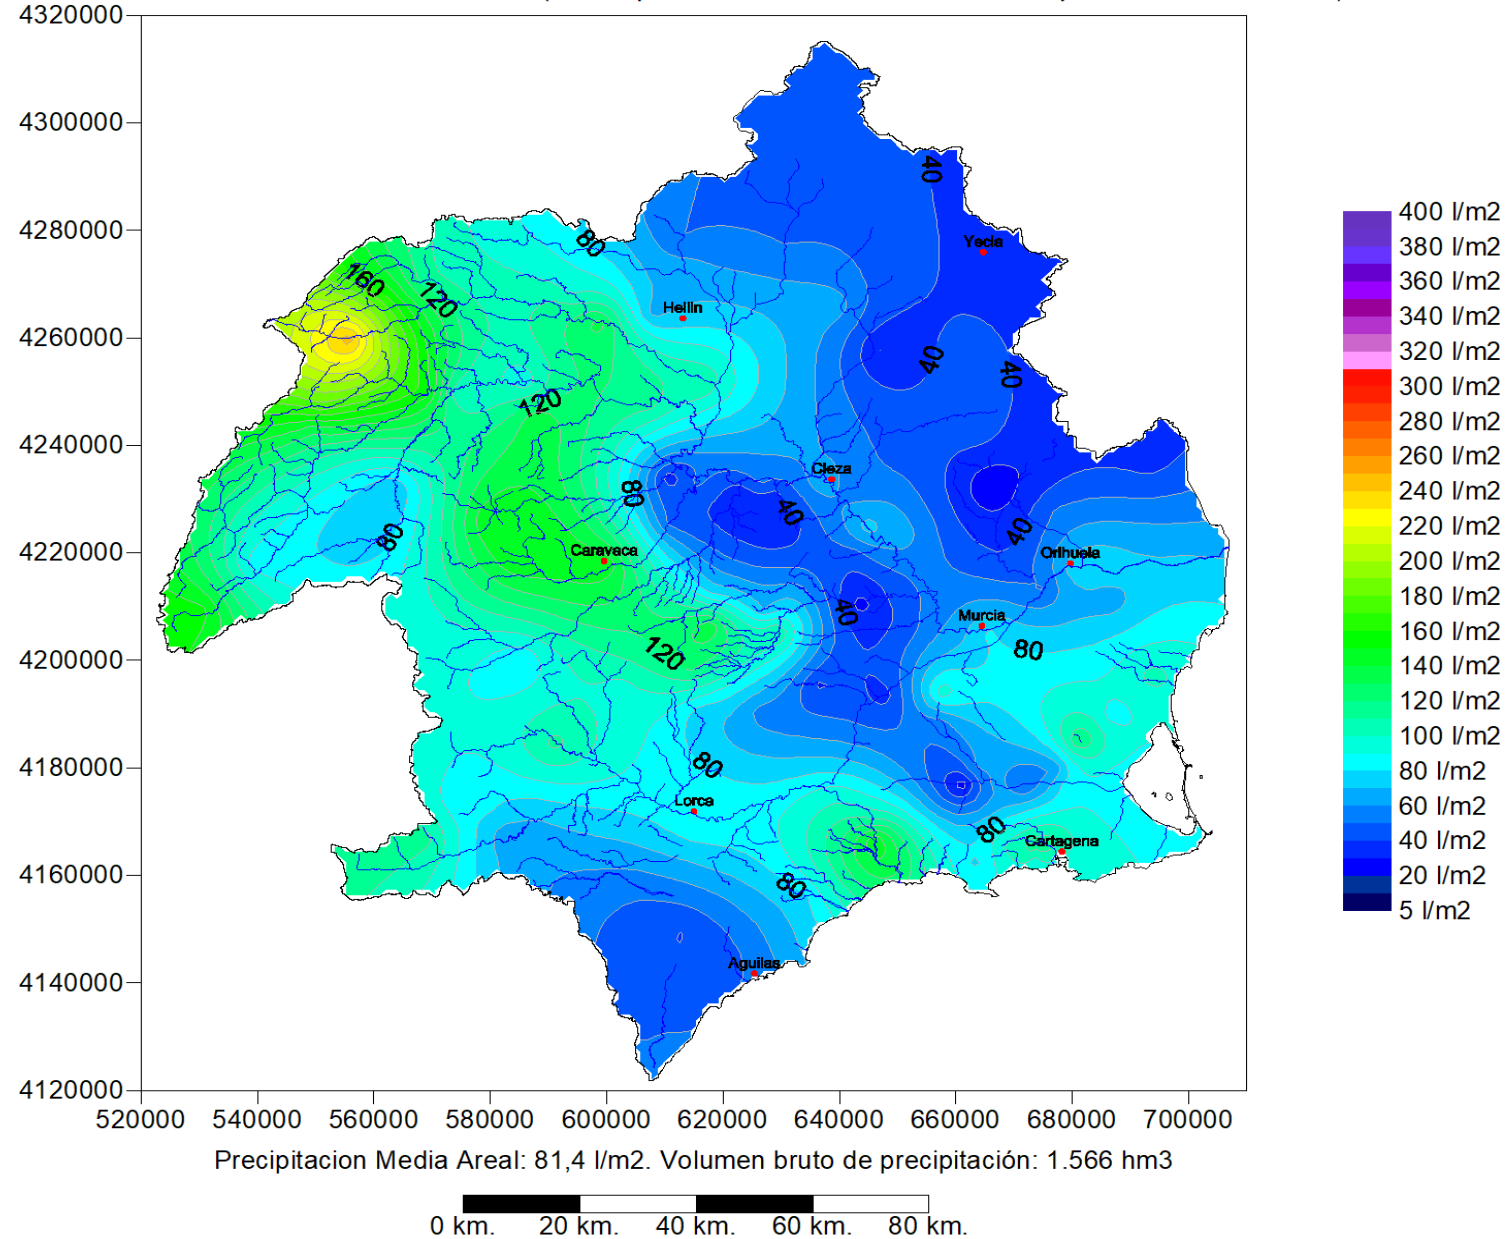 4320000
4300000
4280000
4260000
4240000
4220000
4200000
4180000
4160000
4140000
4120000
520000 540000 560000 580000 600000 620000 640000 660000 680000 700000
40
Yecla
80
160
120
Hellin
40
40
120
Cieza
80
40
40
80
Orihuela
Caravaca
40
Murcia
120
80
80
Lorca
80
Cartagena
80
Aguilas
400 l/m2
380 l/m2
360 l/m2
340 l/m2
320 l/m2
300 l/m2
280 l/m2
260 l/m2
240 l/m2
220 l/m2
200 l/m2
180 l/m2
160 l/m2
140 l/m2
120 l/m2
100 l/m2
80 l/m2
60 l/m2
40 l/m2
20 l/m2
5 l/m2
Precipitacion Media Areal: 81,4 l/m2. Volumen bruto de precipitación: 1.566 hm3
0 km. 20 km. 40 km. 60 km. 80 km.